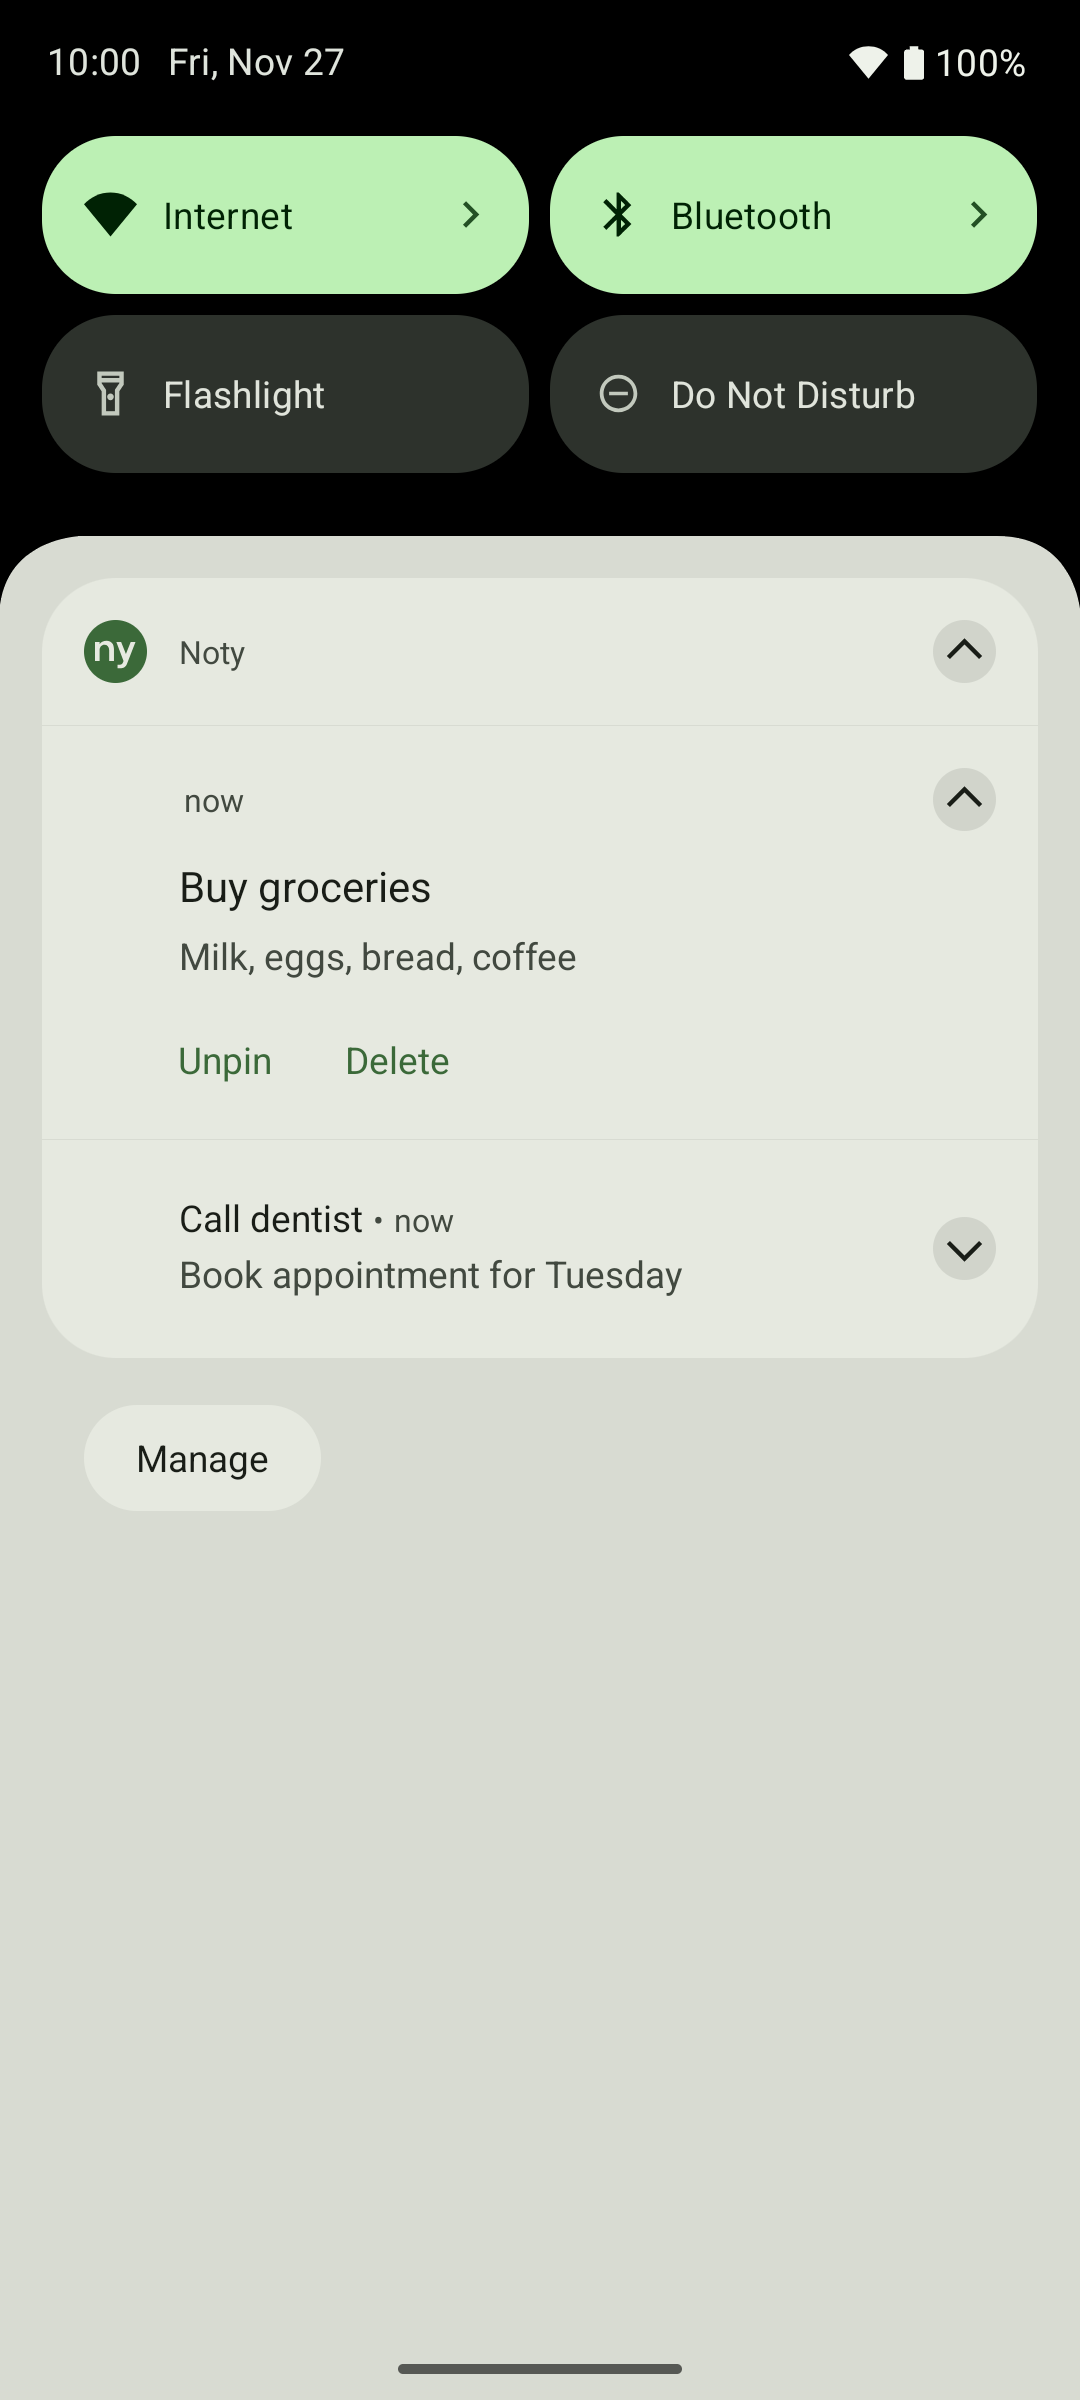 10:00 Fri, Nov 27 100%
Internet Bluetooth
Flashlight Do Not Disturb
ny Noty
now
Buy groceries
Milk, eggs, bread, coffee
Unpin Delete
Call dentist • now
Book appointment for Tuesday
Manage